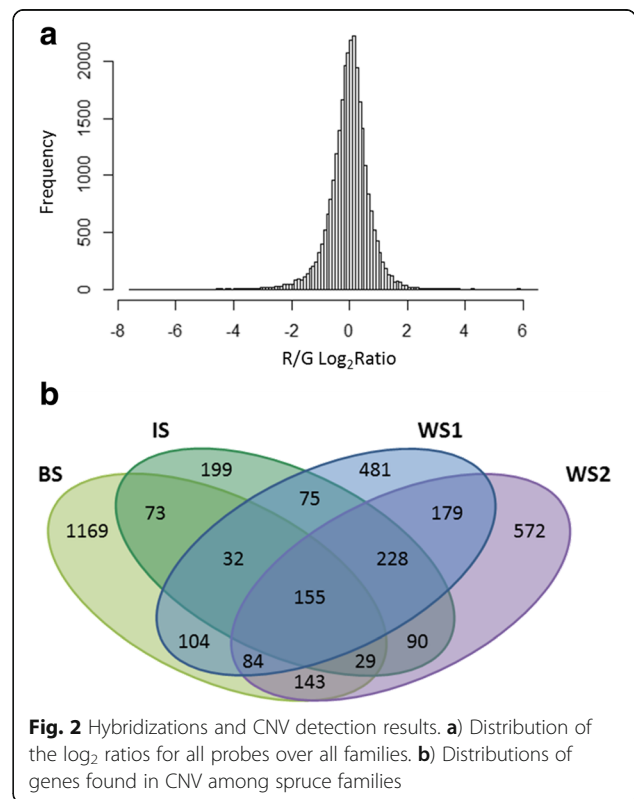 a
2000
1500
1000
500
0
Frequency
-8 -6 -4 -2 0 2 4 6
R/G Log₂Ratio
b
IS WS1
BS WS2
199 481
1169 73 75 179 572
32 228
155
104 90
84 29
143
Fig. 2 Hybridizations and CNV detection results. a) Distribution of
the log₂ ratios for all probes over all families. b) Distributions of
genes found in CNV among spruce families